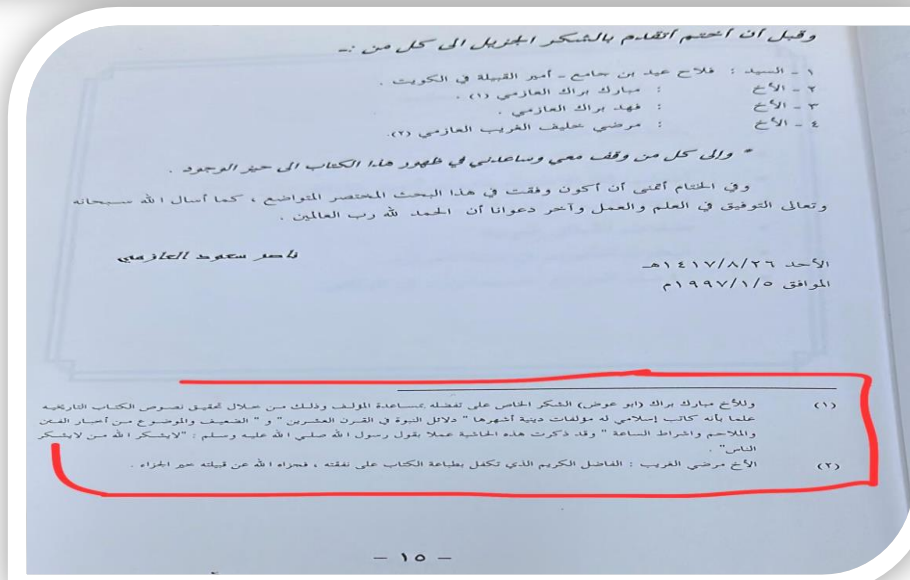 وقبل أن أختم أتقدم بالشكر الجزيل الى كل من :-
١ - السيد : فلاح عيد بن جامع - أمير القبيلة في الكويت .
٢ - الأخ : مبارك براك العازمي (١) .
٣ - الأخ : فهد براك العازمي .
٤ - الأخ : مرضي خليف الغريب العازمي (٢).
* وإلى كل من وقف معي وساعدني في ظهور هذا الكتاب الى حيز الوجود .
وفي الختام أتمنى أن أكون وفقت في هذا البحث المختصر المتواضع ، كما أسال الله سبحانه
وتعالى التوفيق في العلم والعمل وآخر دعوانا أن الحمد لله رب العالمين .
ناصر سعود العازمي
الأحد ١٤١٧/٨/٢٦هـ
الموافق ١٩٩٧/١/٥م
(١) وللأخ مبارك براك (ابو عوض) الشكر الخاص على تفضله بمساعدة المؤلف وذلك من خلال تحقيق نصوص الكتاب التاريخيه
علما بأنه كاتب إسلامي له مؤلفات دينية أشهرها " دلائل النبوة في القرن العشرين " و " الضعيف والموضوع من أخبار الفتن
والملاحم واشراط الساعة " وقد ذكرت هذه الحاشية عملا بقول رسول الله صلى الله عليه وسلم : "لايشكر الله من لايشكر
الناس" .
(٢) الأخ مرضي الغريب : الفاضل الكريم الذي تكفل بطباعة الكتاب على نفقته ، فجزاه الله عن قبيلته خير الجزاء .
- ١٥ -